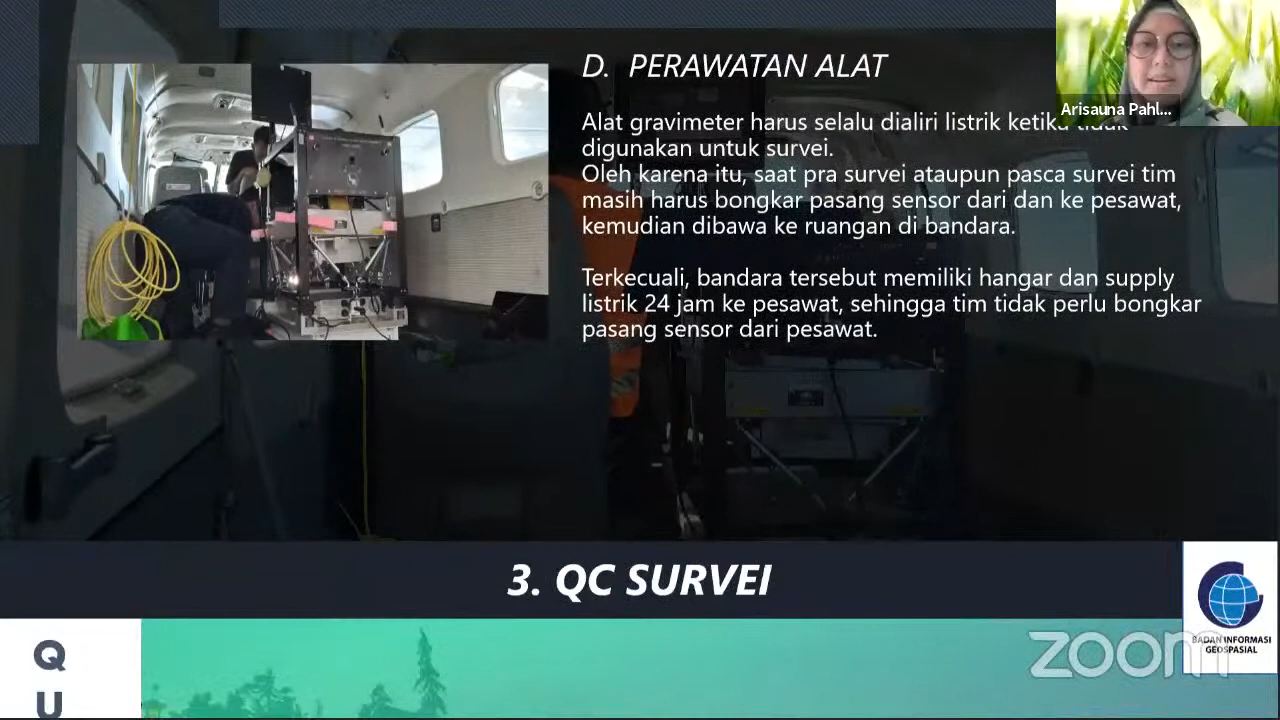 D. PERAWATAN ALAT
Arisauna Pahl...
Alat gravimeter harus selalu dialiri listrik ketika tidak
digunakan untuk survei.
Oleh karena itu, saat pra survei ataupun pasca survei tim
masih harus bongkar pasang sensor dari dan ke pesawat,
kemudian dibawa ke ruangan di bandara.
Terkecuali, bandara tersebut memiliki hangar dan supply
listrik 24 jam ke pesawat, sehingga tim tidak perlu bongkar
pasang sensor dari pesawat.
3. QC SURVEI
BADAN INFORMASI
GEOSPASIAL
zoom
Q
U